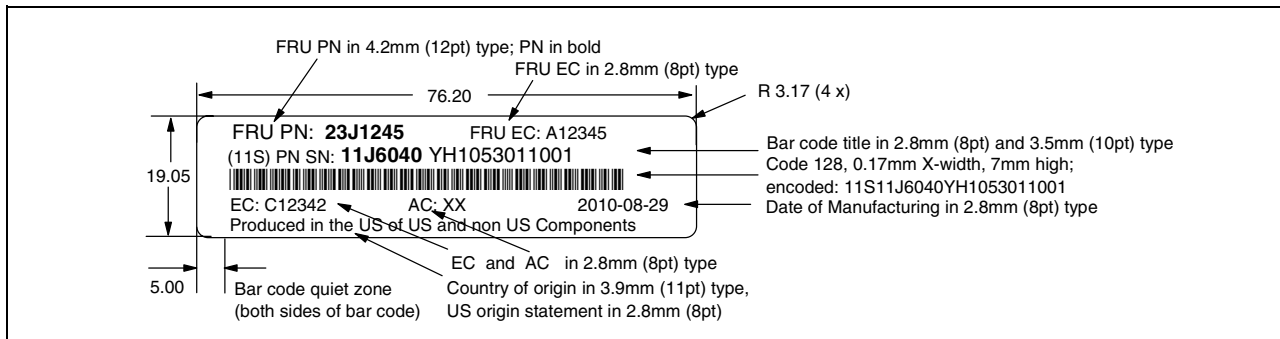 FRU PN in 4.2mm (12pt) type; PN in bold
FRU EC in 2.8mm (8pt) type
76.20
R 3.17 (4 x)
FRU PN: 23J1245 FRU EC: A12345
(11S) PN SN: 11J6040 YH1053011001
Bar code title in 2.8mm (8pt) and 3.5mm (10pt) type
Code 128, 0.17mm X-width, 7mm high;
19.05
encoded: 11S11J6040YH1053011001
EC: C12342 AC: XX 2010-08-29
Date of Manufacturing in 2.8mm (8pt) type
Produced in the US of US and non US Components
EC and AC in 2.8mm (8pt) type
5.00
Bar code quiet zone
(both sides of bar code)
Country of origin in 3.9mm (11pt) type,
US origin statement in 2.8mm (8pt)